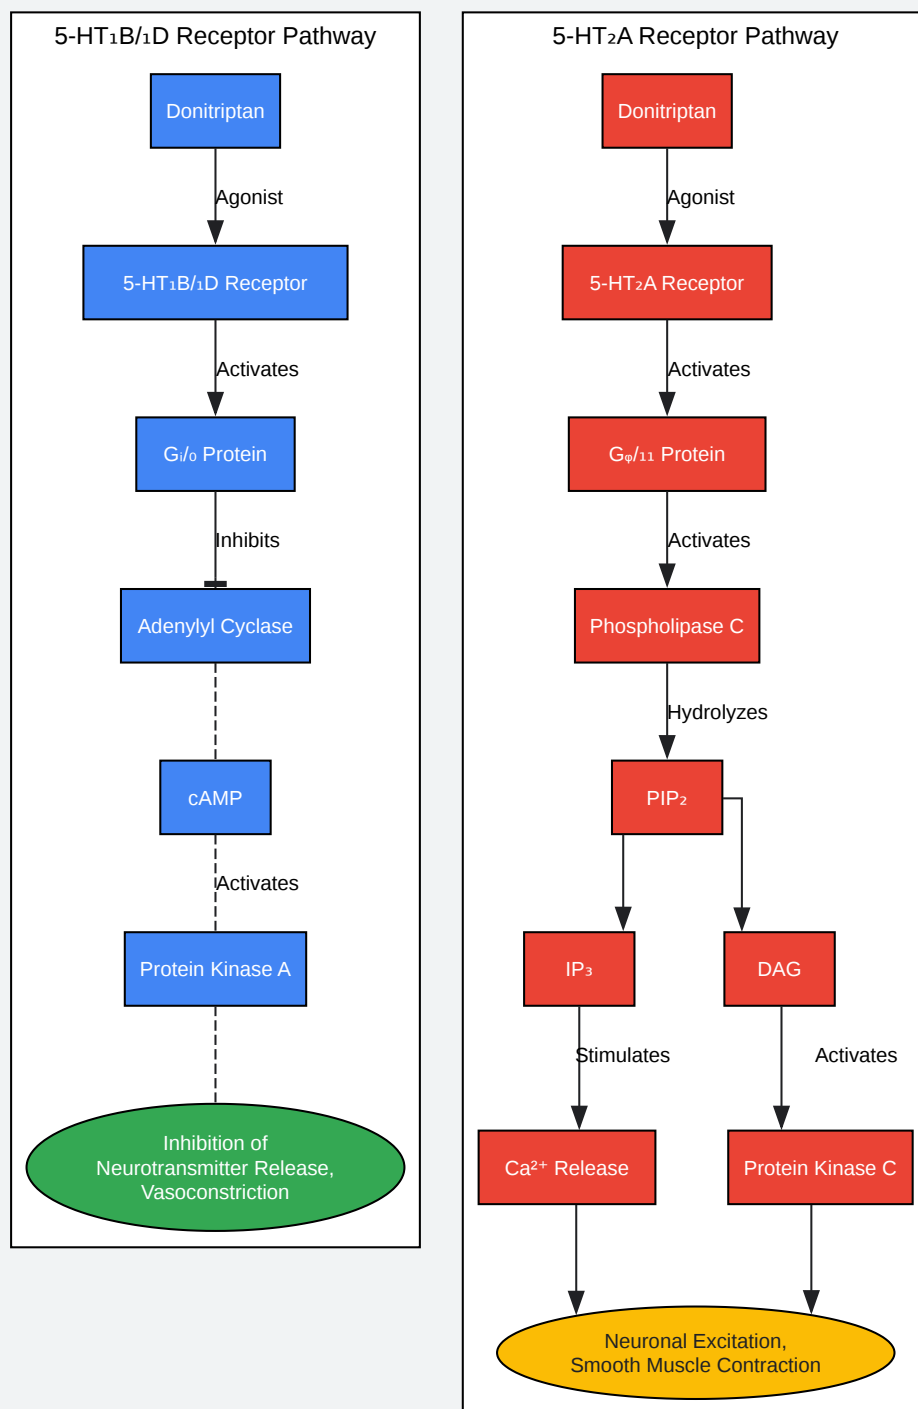 5-HT₁B/₁D Receptor Pathway
Donitriptan
Agonist
5-HT₁B/₁D Receptor
Activates
Gᵢ/₀ Protein
Inhibits
Adenylyl Cyclase
cAMP
Activates
Protein Kinase A
Inhibition of
Neurotransmitter Release,
Vasoconstriction
5-HT₂A Receptor Pathway
Donitriptan
Agonist
5-HT₂A Receptor
Activates
Gᵩ/₁₁ Protein
Activates
Phospholipase C
Hydrolyzes
PIP₂
IP₃
DAG
Stimulates
Activates
Ca²⁺ Release
Protein Kinase C
Neuronal Excitation,
Smooth Muscle Contraction